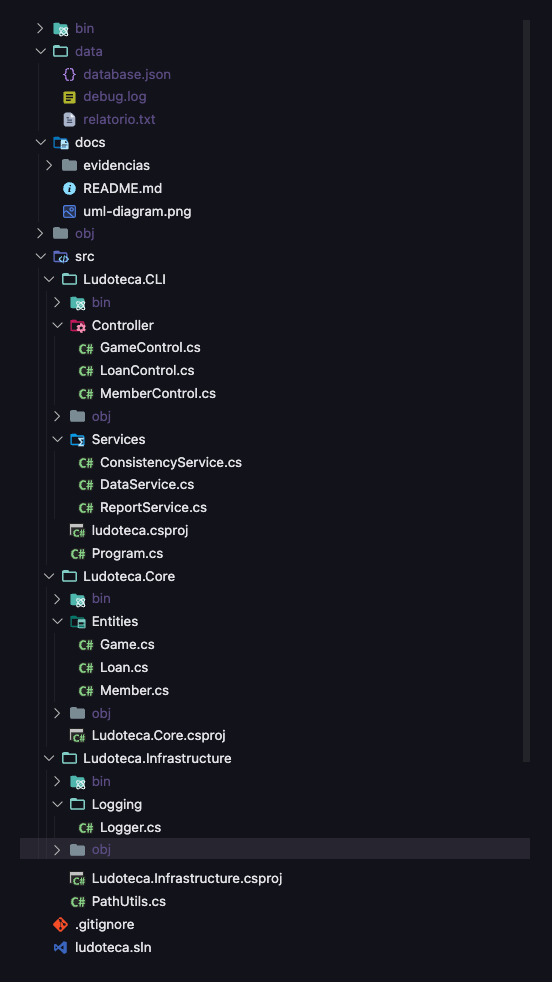 bin
data
database.json
debug.log
relatorio.txt
docs
evidencias
README.md
uml-diagram.png
obj
src
Ludoteca.CLI
bin
Controller
C# GameControl.cs
C# LoanControl.cs
C# MemberControl.cs
obj
Services
C# ConsistencyService.cs
C# DataService.cs
C# ReportService.cs
C# ludoteca.csproj
C# Program.cs
Ludoteca.Core
bin
Entities
C# Game.cs
C# Loan.cs
C# Member.cs
obj
C# Ludoteca.Core.csproj
Ludoteca.Infrastructure
bin
Logging
C# Logger.cs
obj
C# Ludoteca.Infrastructure.csproj
C# PathUtils.cs
.gitignore
ludoteca.sln